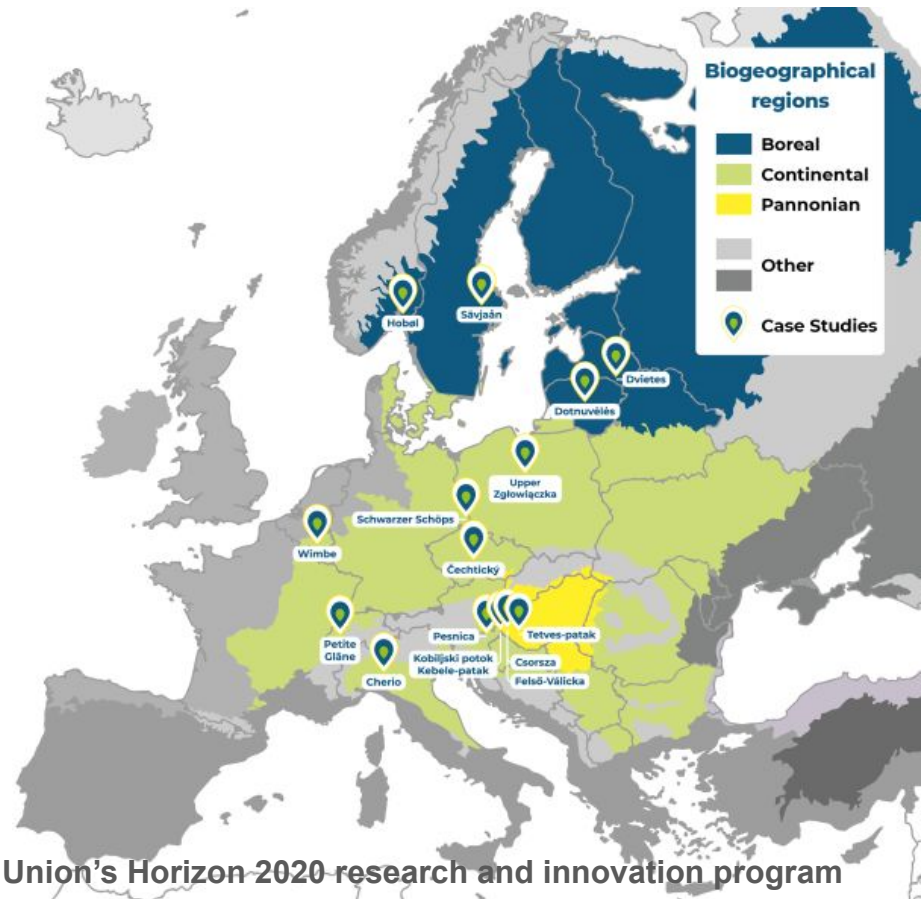 Biogeographical
regions
Boreal
Continental
Pannonian
Other
Case Studies
Hobøl
Sävjaån
Dvietes
Dotnuvėlės
Upper
Zgłowiączka
Schwarzer Schöps
Wimbe
Čechtický
Petite
Glâne
Cherio
Pesnica
Kobiljski potok
Kebele-patak
Tetves-patak
Csorsza
Felső-Válicka
Union's Horizon 2020 research and innovation program